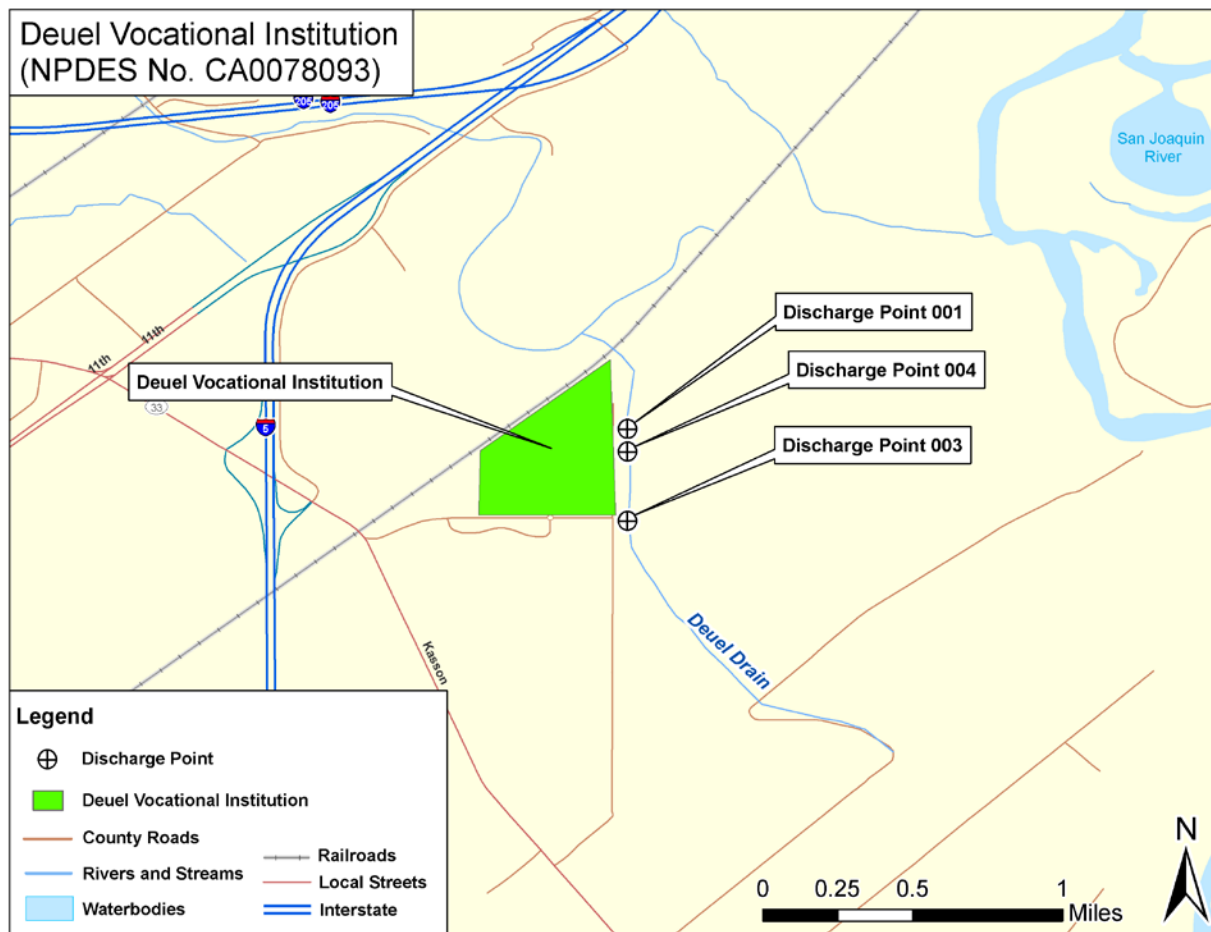 Deuel Vocational Institution
(NPDES No. CA0078093)
205
205
San Joaquin
River
Discharge Point 001
11th
11th
Discharge Point 004
Deuel Vocational Institution
33
5
Discharge Point 003
Kasson
Deuel Drain
Legend
Discharge Point
Deuel Vocational Institution
County Roads
Rivers and Streams
Waterbodies
Railroads
Local Streets
Interstate
N
0 0.25 0.5 1
Miles